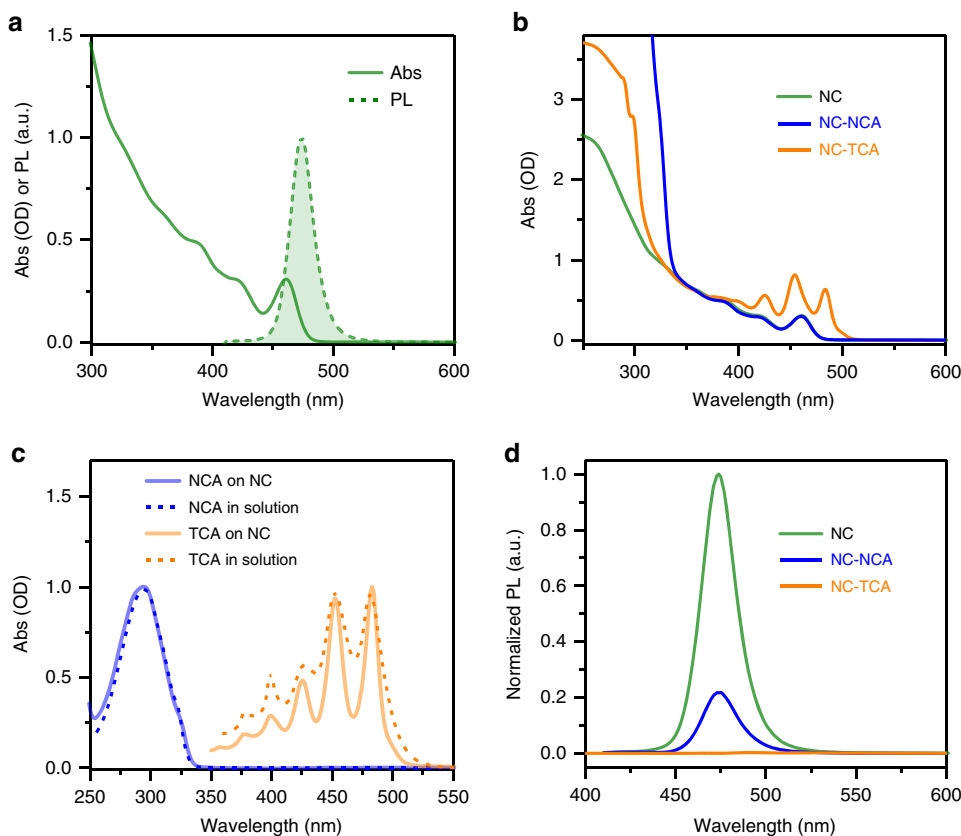 a
1.5
1.0
0.5
0.0
Abs (OD) or PL (a.u.)
Abs
PL
300
400
500
600
Wavelength (nm)
b
3
2
1
0
Abs (OD)
NC
NC-NCA
NC-TCA
300
400
500
600
Wavelength (nm)
c
1.5
1.0
0.5
0.0
Abs (OD)
NCA on NC
NCA in solution
TCA on NC
TCA in solution
250
300
350
400
450
500
550
Wavelength (nm)
d
1.0
0.8
0.6
0.4
0.2
0.0
Normalized PL (a.u.)
NC
NC-NCA
NC-TCA
400
450
500
550
600
Wavelength (nm)